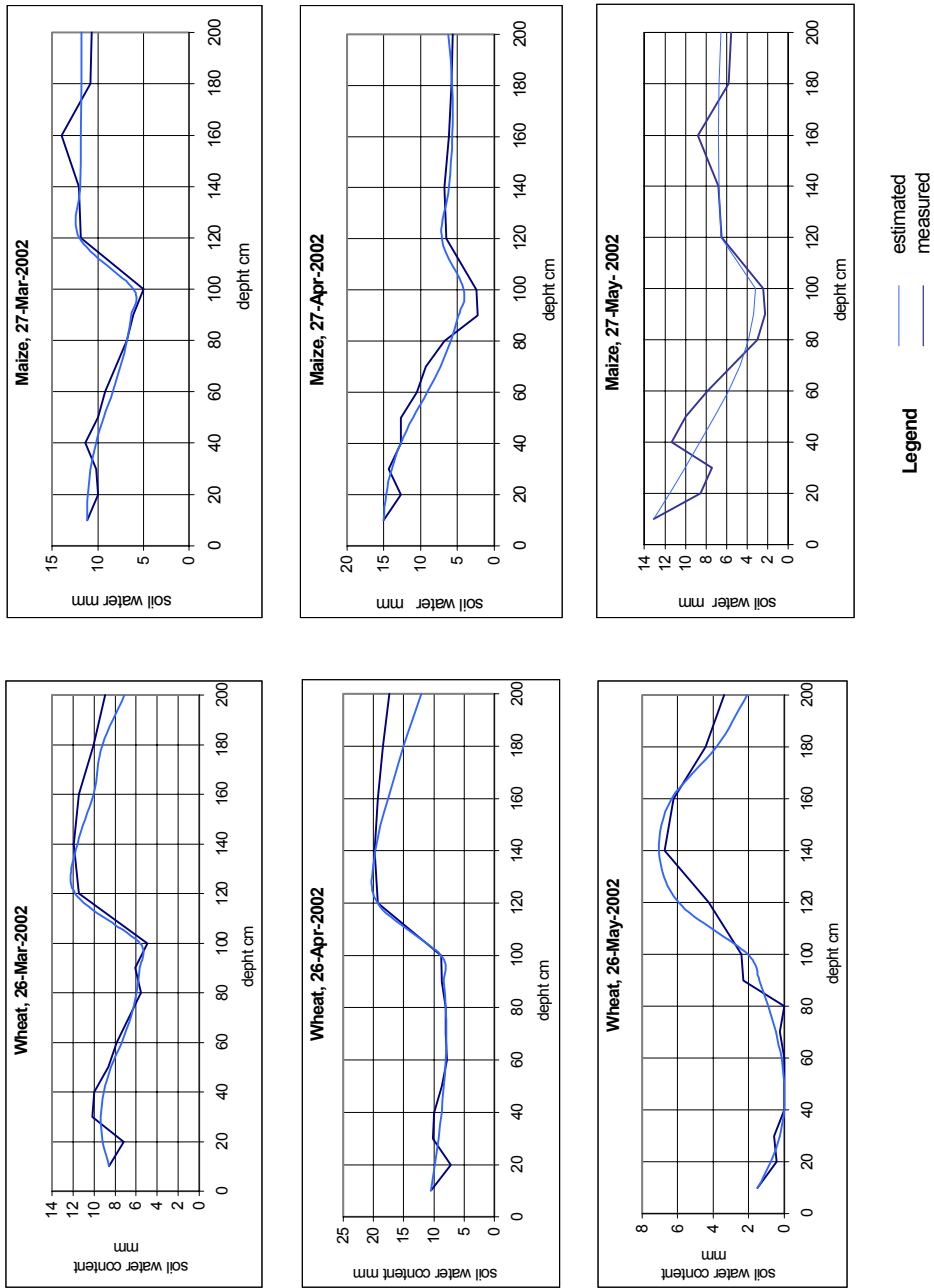 Wheat, 26-Mar-2002
soil water content
mm
14
12
10
8
6
4
2
0
0 20 40 60 80 100 120 140 160 180 200
depht cm
Maize, 27-Mar-2002
soil water mm
15
10
5
0
0 20 40 60 80 100 120 140 160 180 200
depht cm
Wheat, 26-Apr-2002
soil water content mm
25
20
15
10
5
0
0 20 40 60 80 100 120 140 160 180 200
depht cm
Maize, 27-Apr-2002
soil water mm
20
15
10
5
0
0 20 40 60 80 100 120 140 160 180 200
depht cm
Wheat, 26-May-2002
soil water content
mm
8
6
4
2
0
0 20 40 60 80 100 120 140 160 180 200
depht cm
Maize, 27-May- 2002
soil water mm
14
12
10
8
6
4
2
0
0 20 40 60 80 100 120 140 160 180 200
depht cm
Legend
estimated
measured